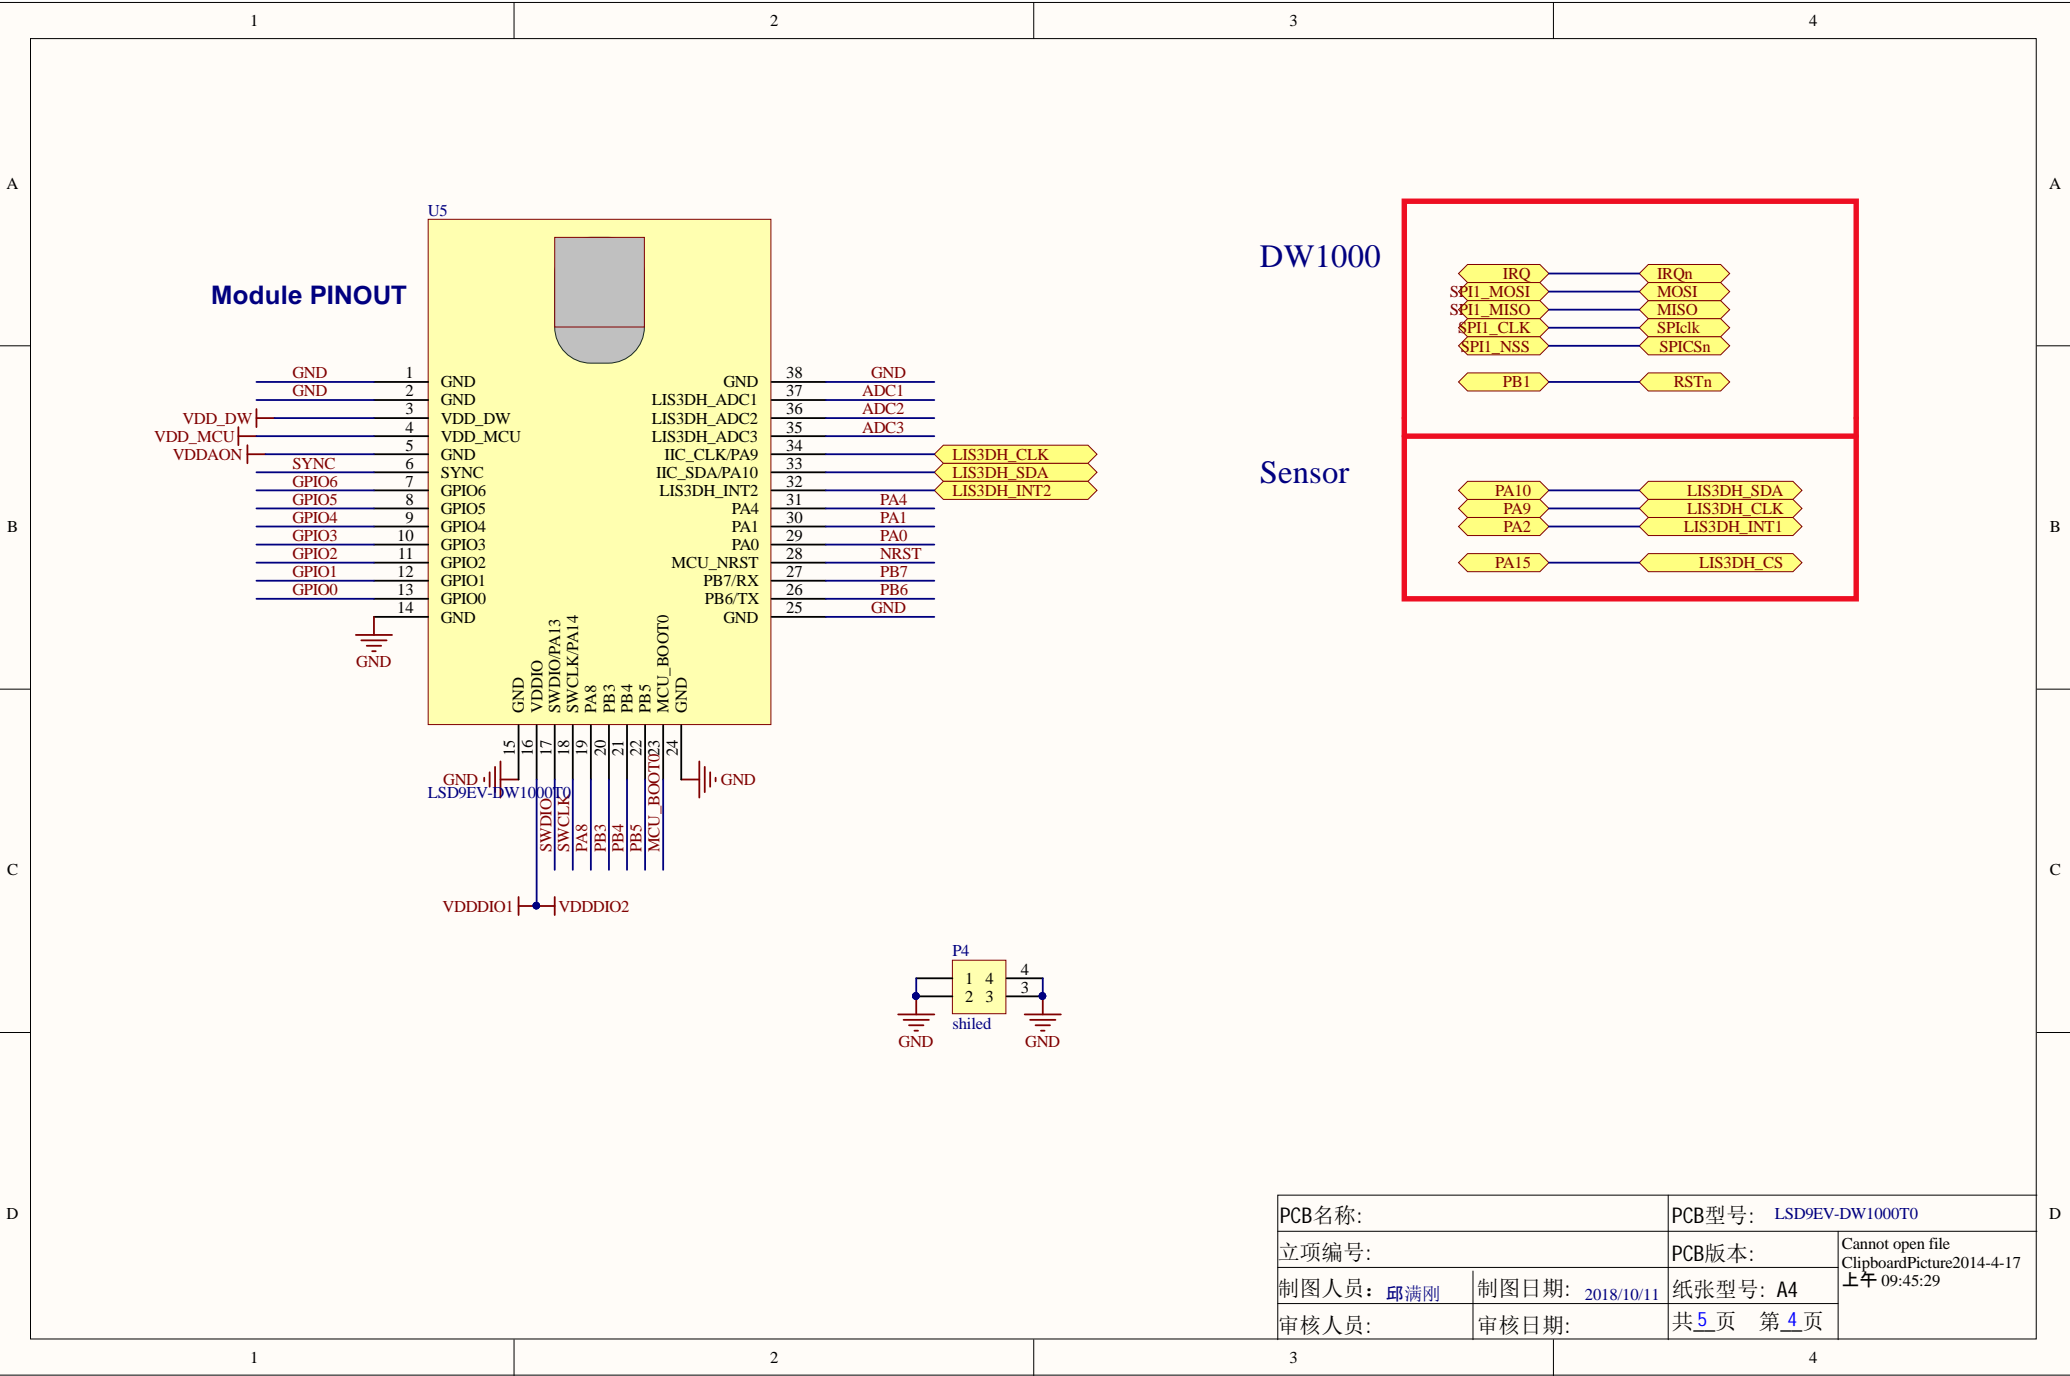 1 2 3 4
A A
U5
DW1000
IRQ IRQn
Module PINOUT
SPI1_MOSI MOSI
SPI1_MISO MISO
SPI1_CLK SPIclk
SPI1_NSS SPICSn
PB1 RSTn
GND 1 GND GND 38 GND
GND 2 GND LIS3DH_ADC1 37 ADC1
VDD_DW 3 VDD_DW LIS3DH_ADC2 36 ADC2
VDD_MCU 4 VDD_MCU LIS3DH_ADC3 35 ADC3
VDDAON 5 GND IIC_CLK/PA9 34 LIS3DH_CLK
SYNC 6 SYNC IIC_SDA/PA10 33 LIS3DH_SDA
GPIO6 7 GPIO6 LIS3DH_INT2 32 LIS3DH_INT2
GPIO5 8 GPIO5 PA4 31 PA4
GPIO4 9 GPIO4 PA1 30 PA1
GPIO3 10 GPIO3 PA0 29 PA0
GPIO2 11 GPIO2 MCU_NRST 28 NRST
GPIO1 12 GPIO1 PB7/RX 27 PB7
GPIO0 13 GPIO0 PB6/TX 26 PB6
14 GND GND 25 GND
GND
Sensor
PA10 LIS3DH_SDA
PA9 LIS3DH_CLK
PA2 LIS3DH_INT1
PA15 LIS3DH_CS
B B
GND
VDDIO
SWDIO/PA13
SWCLK/PA14
PA8
PB3
PB4
PB5
MCU_BOOT0
GND
15 16 17 18 19 20 21 22 23 24
GND GND
LSD9EV-DW1000T0
SWDIO
SWCLK
PA8
PB3
PB4
PB5
MCU_BOOT0
C C
VDDDIO1 VDDDIO2
P4
1 4 4
2 3 3
shiled
GND GND
D D
PCB名称: PCB型号: LSD9EV-DW1000T0
立项编号: PCB版本:
Cannot open file
ClipboardPicture2014-4-17
上午 09:45:29
制图人员: 邱满刚 制图日期: 2018/10/11 纸张型号: A4
审核人员: 审核日期: 共 5 页 第 4 页
1 2 3 4